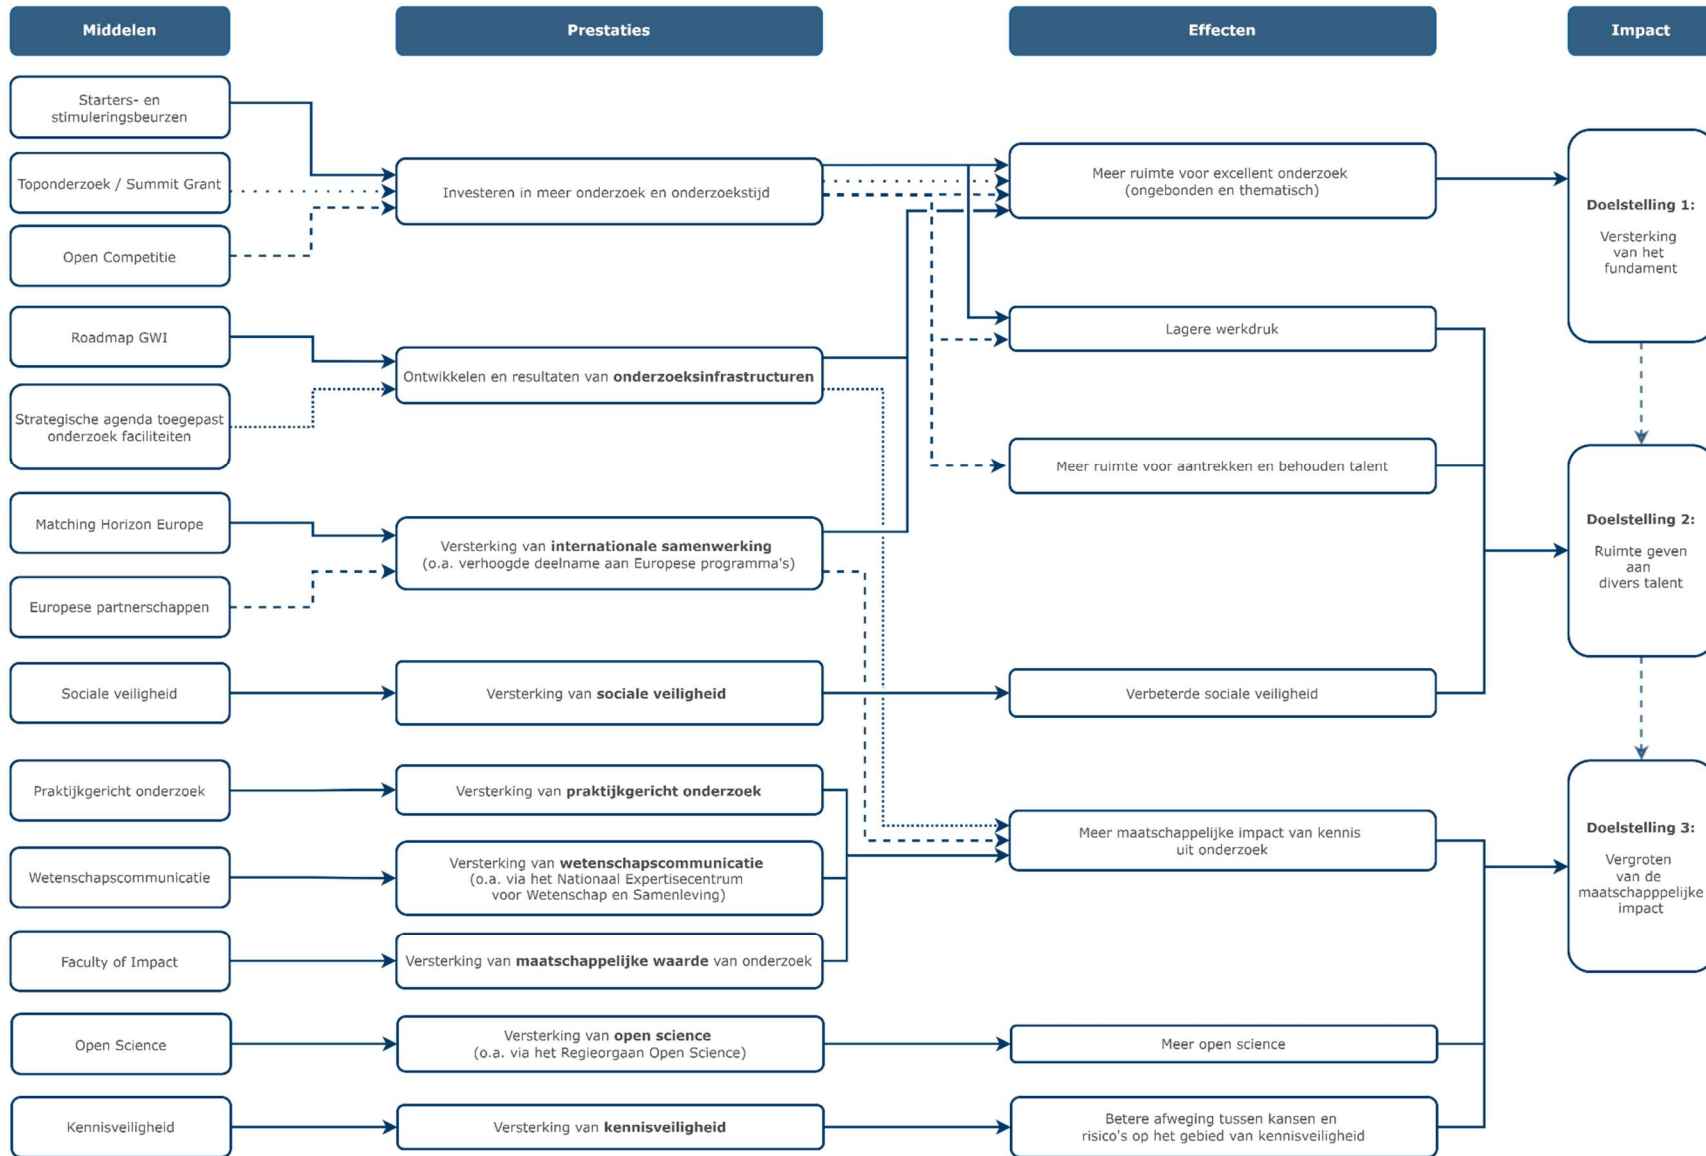 Middelen
Prestaties
Effecten
Impact
Starters- en
stimuleringsbeurzen
Toponderzoek / Summit Grant
Open Competitie
Roadmap GWI
Strategische agenda toegepast
onderzoek faciliteiten
Matching Horizon Europe
Europese partnerschappen
Sociale veiligheid
Praktijkgericht onderzoek
Wetenschapscommunicatie
Faculty of Impact
Open Science
Kennisveiligheid
Investeren in meer onderzoek en onderzoekstijd
Ontwikkelen en resultaten van onderzoeksinfrastructuren
Versterking van internationale samenwerking
(o.a. verhoogde deelname aan Europese programma's)
Versterking van sociale veiligheid
Versterking van praktijkgericht onderzoek
Versterking van wetenschapscommunicatie
(o.a. via het Nationaal Expertisecentrum
voor Wetenschap en Samenleving)
Versterking van maatschappelijke waarde van onderzoek
Versterking van open science
(o.a. via het Regieorgaan Open Science)
Versterking van kennisveiligheid
Meer ruimte voor excellent onderzoek
(ongebonden en thematisch)
Lagere werkdruk
Meer ruimte voor aantrekken en behouden talent
Verbeterde sociale veiligheid
Meer maatschappelijke impact van kennis
uit onderzoek
Meer open science
Betere afweging tussen kansen en
risico's op het gebied van kennisveiligheid
Doelstelling 1:
Versterking
van het
fundament
Doelstelling 2:
Ruimte geven
aan
divers talent
Doelstelling 3:
Vergroten
van de
maatschapppelijke
impact